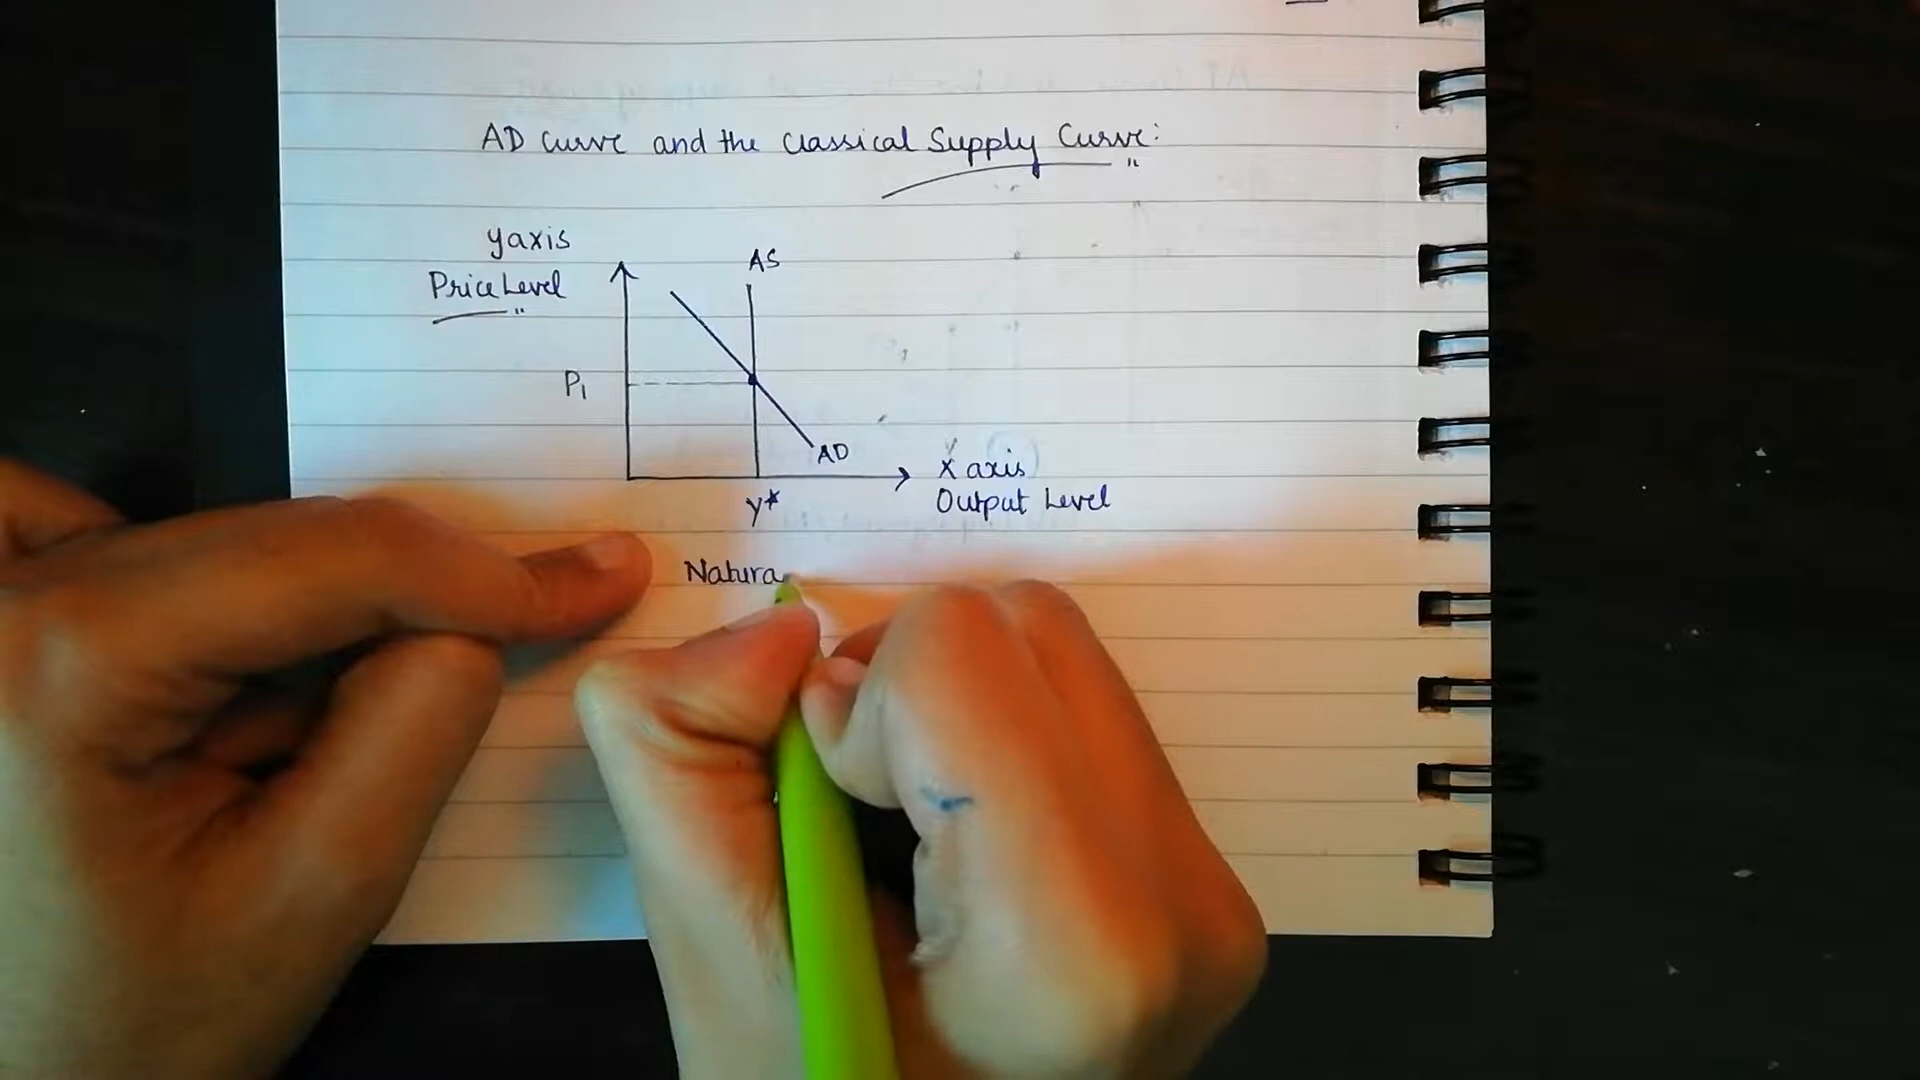 AD Curve and the Classical Supply Curve:
y axis
Price Level
AS
P1
AD
X axis
Output Level
y*
Natura